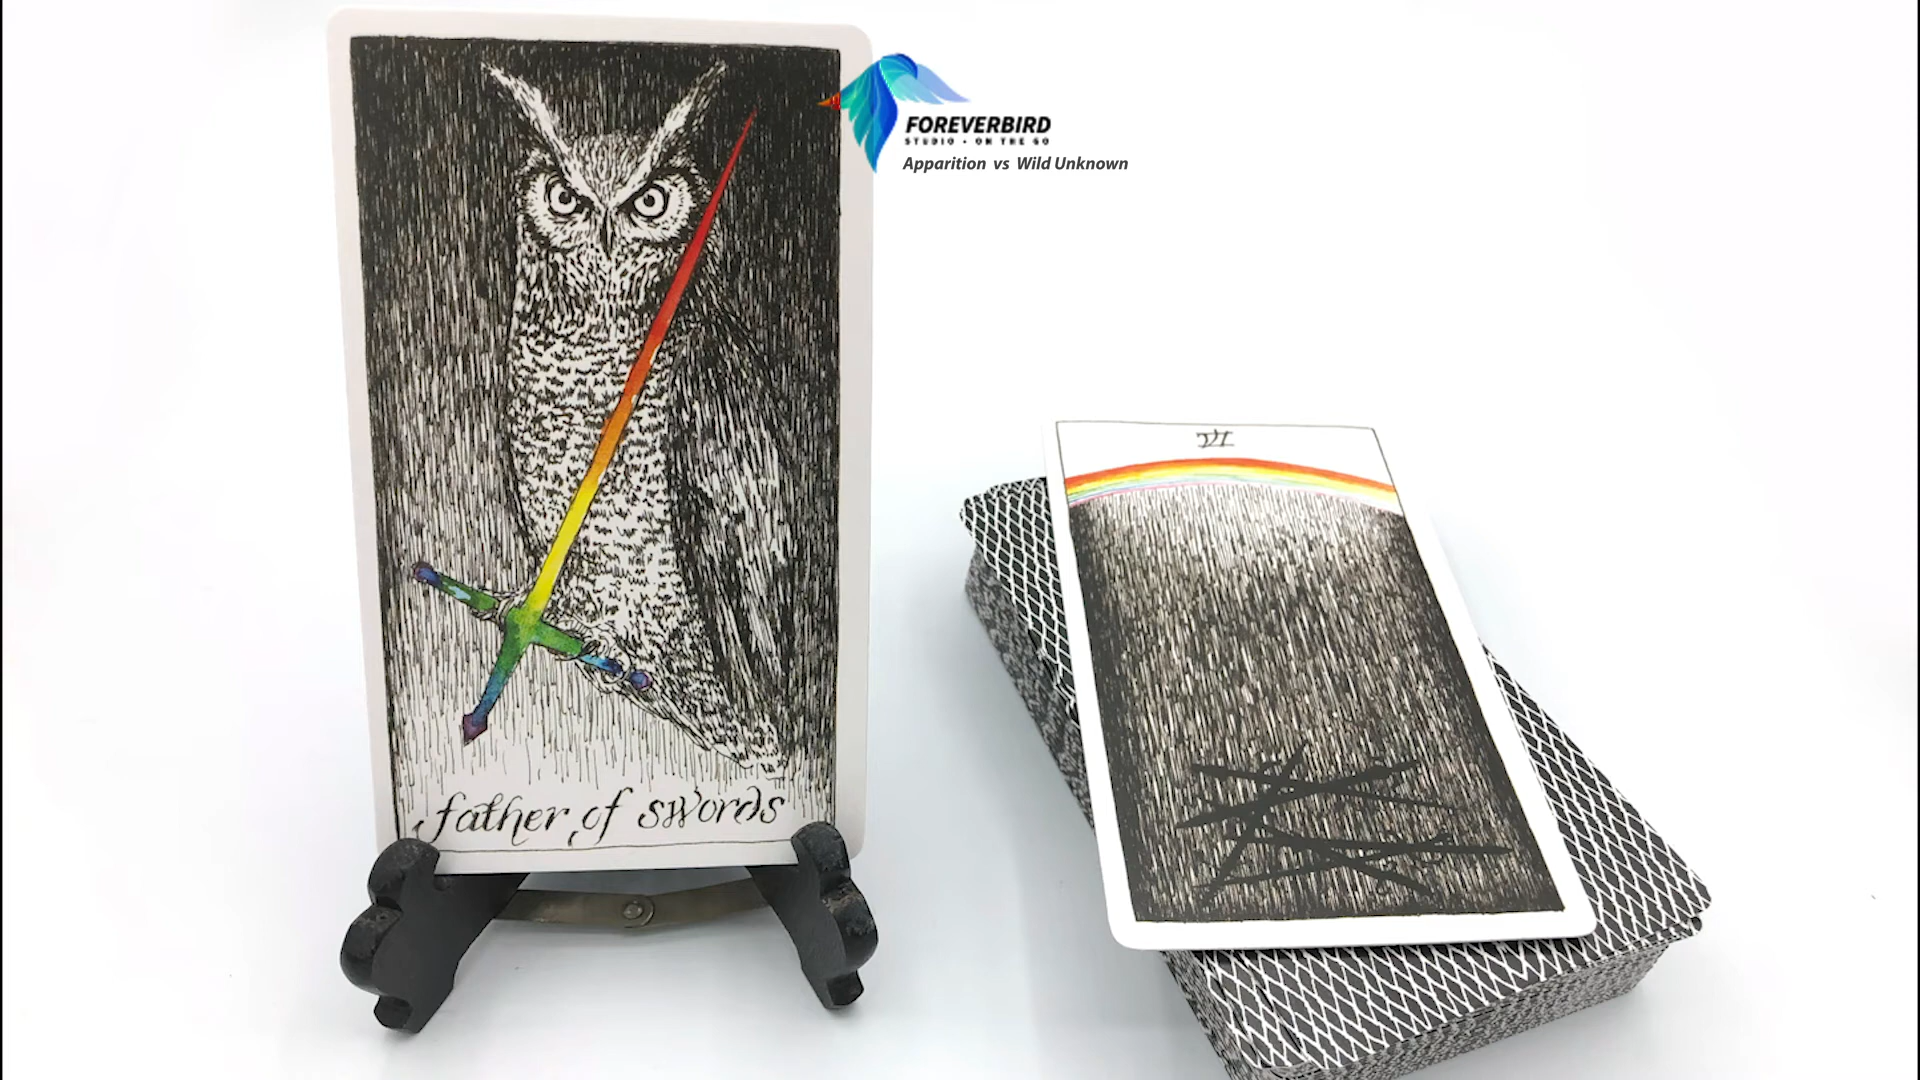 father of swords
FOREVERBIRD
STUDIO - ON THE GO
Apparition vs Wild Unknown
VI